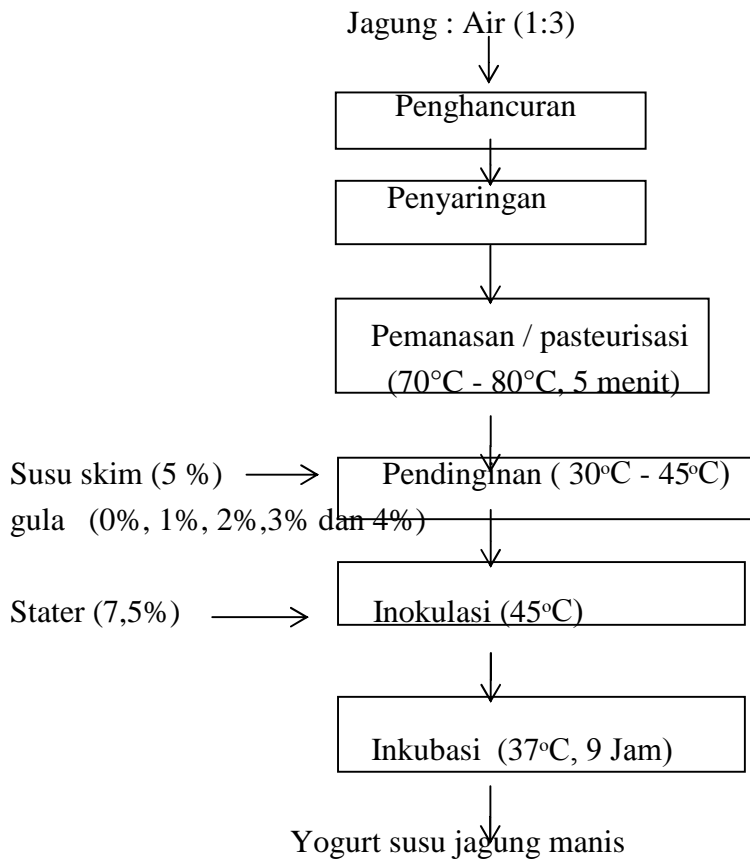 Jagung : Air (1:3)
Penghancuran
Penyaringan
Pemanasan / pasteurisasi
(70°C - 80°C, 5 menit)
Susu skim (5 %)
Pendinginan ( 30°C - 45°C)
gula (0%, 1%, 2%,3% dan 4%)
Stater (7,5%)
Inokulasi (45°C)
Inkubasi (37°C, 9 Jam)
Yogurt susu jagung manis